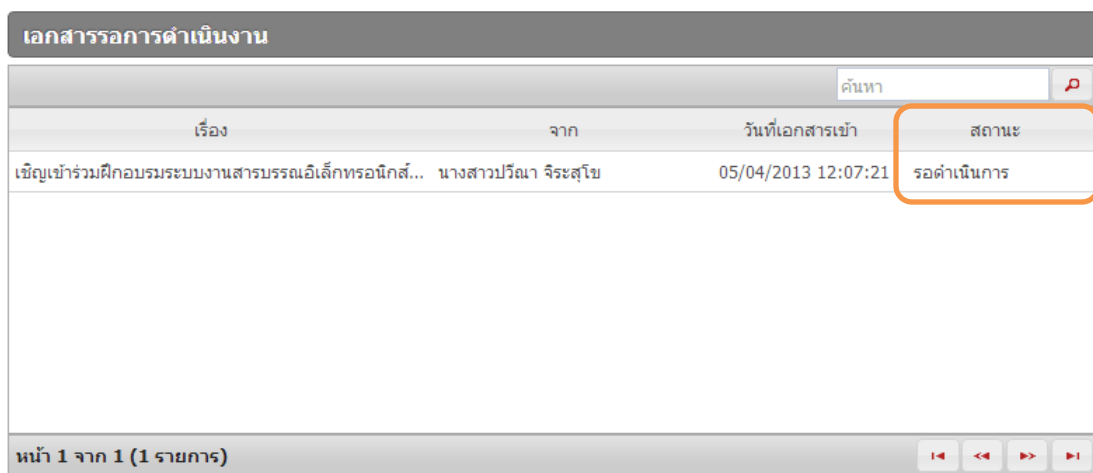 เอกสารรอการดำเนินงาน
ค้นหา
เรื่อง จาก วันที่เอกสารเข้า สถานะ
เชิญเข้าร่วมฝึกอบรมระบบงานสารบรรณอิเล็กทรอนิกส์... นางสาวปวีณา จิระสุโข 05/04/2013 12:07:21 รอดำเนินการ
หน้า 1 จาก 1 (1 รายการ)